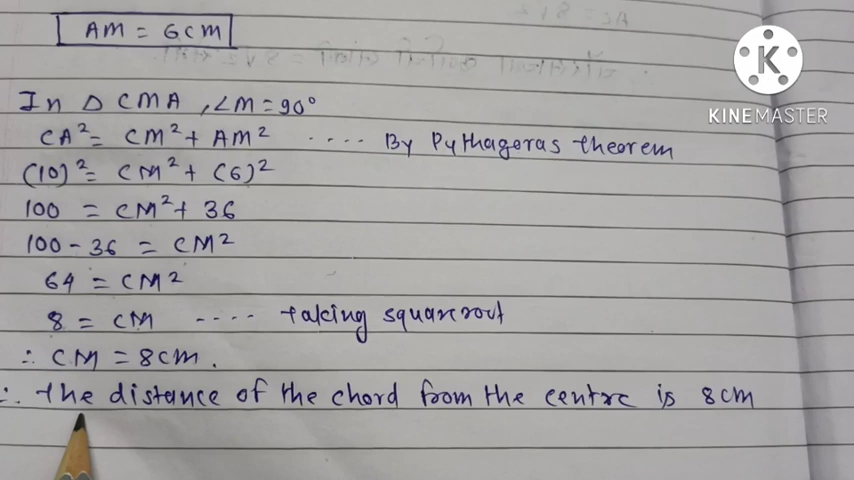 AM = 6CM
K
KINEMASTER
In △ CMA , ∠M = 90°
CA² = CM² + AM² .... By Pythageras theorem
(10)² = CM² + (6)²
100 = CM² + 36
100 - 36 = CM²
64 = CM²
8 = CM .... taking squareroot
∴ CM = 8cm.
∴ the distance of the chord from the centre is 8cm